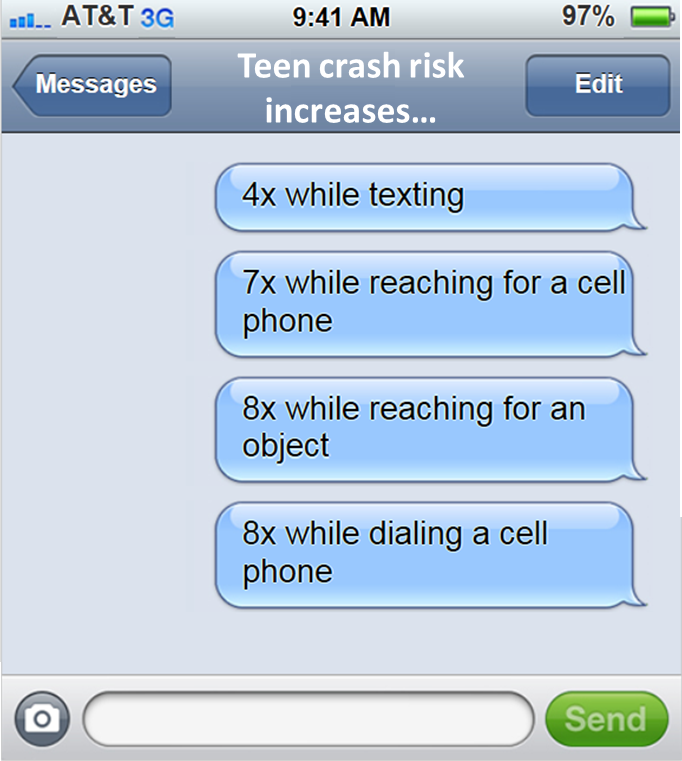 AT&T 3G 9:41 AM 97%
Messages
Teen crash risk
increases...
Edit
4x while texting
7x while reaching for a cell
phone
8x while reaching for an
object
8x while dialing a cell
phone
Send